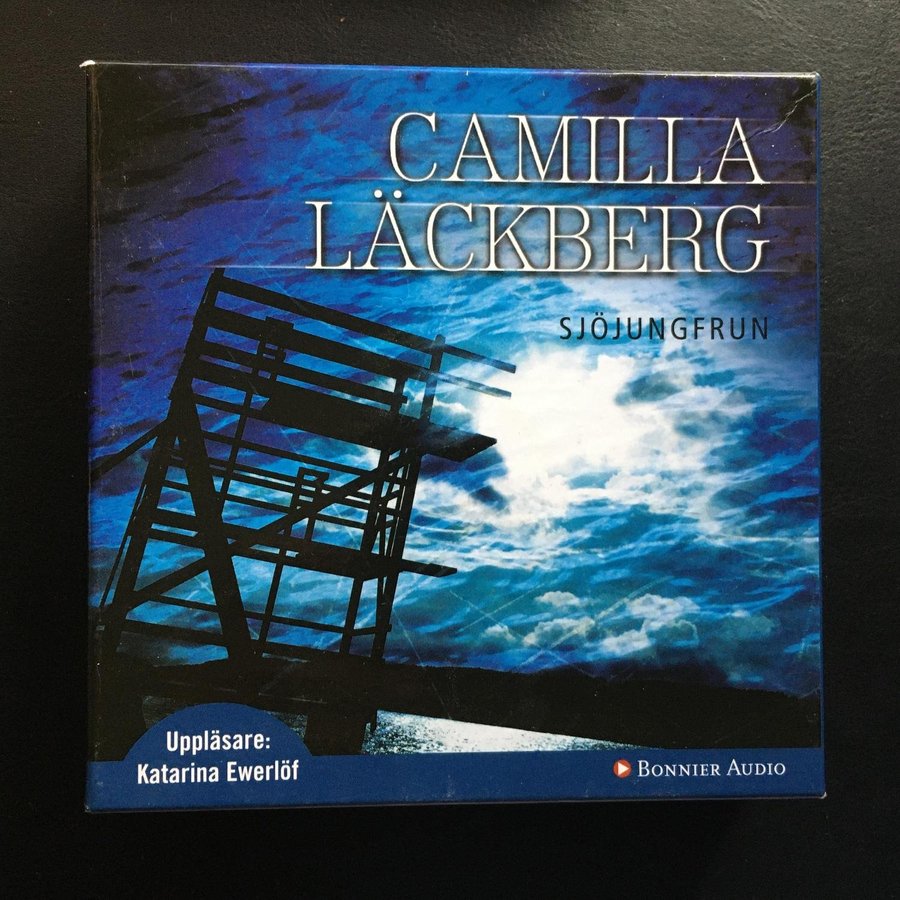 CAMILLA
LÄCKBERG
SJÖJUNGFRUN
Uppläsare:
Katarina Ewerlöf
BONNIER AUDIO